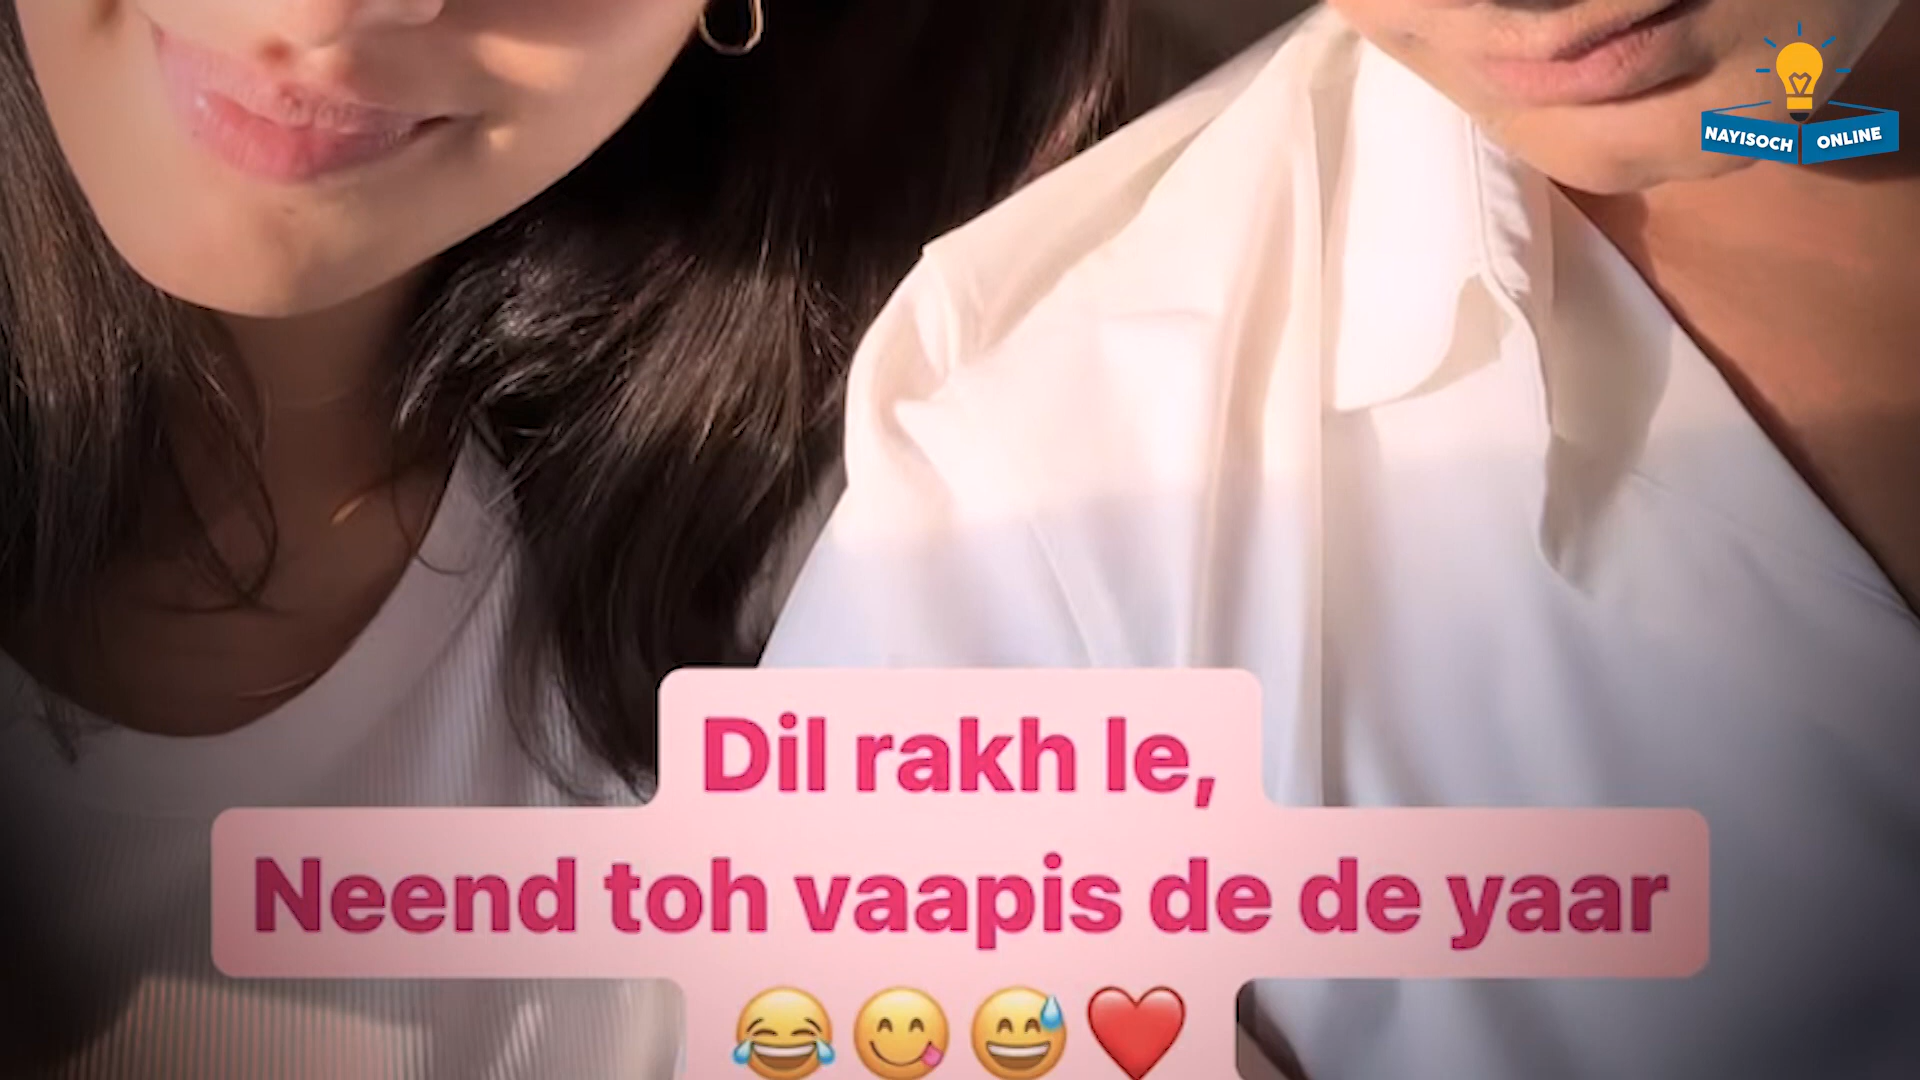 NAYISOCH ONLINE
Dil rakh le,
Neend toh vaapis de de yaar
😂😋😅❤️